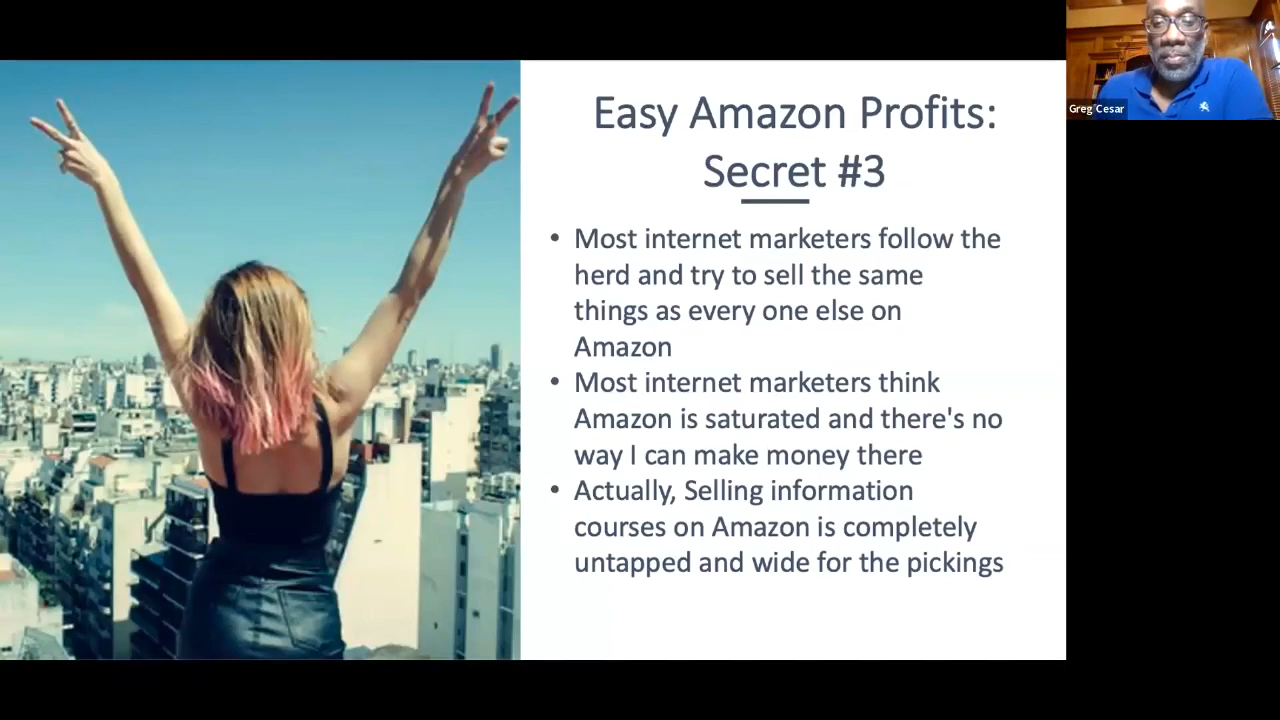 Easy Amazon Profits:
Secret #3
• Most internet marketers follow the
herd and try to sell the same
things as every one else on
Amazon
• Most internet marketers think
Amazon is saturated and there's no
way I can make money there
• Actually, Selling information
courses on Amazon is completely
untapped and wide for the pickings
Greg Cesar